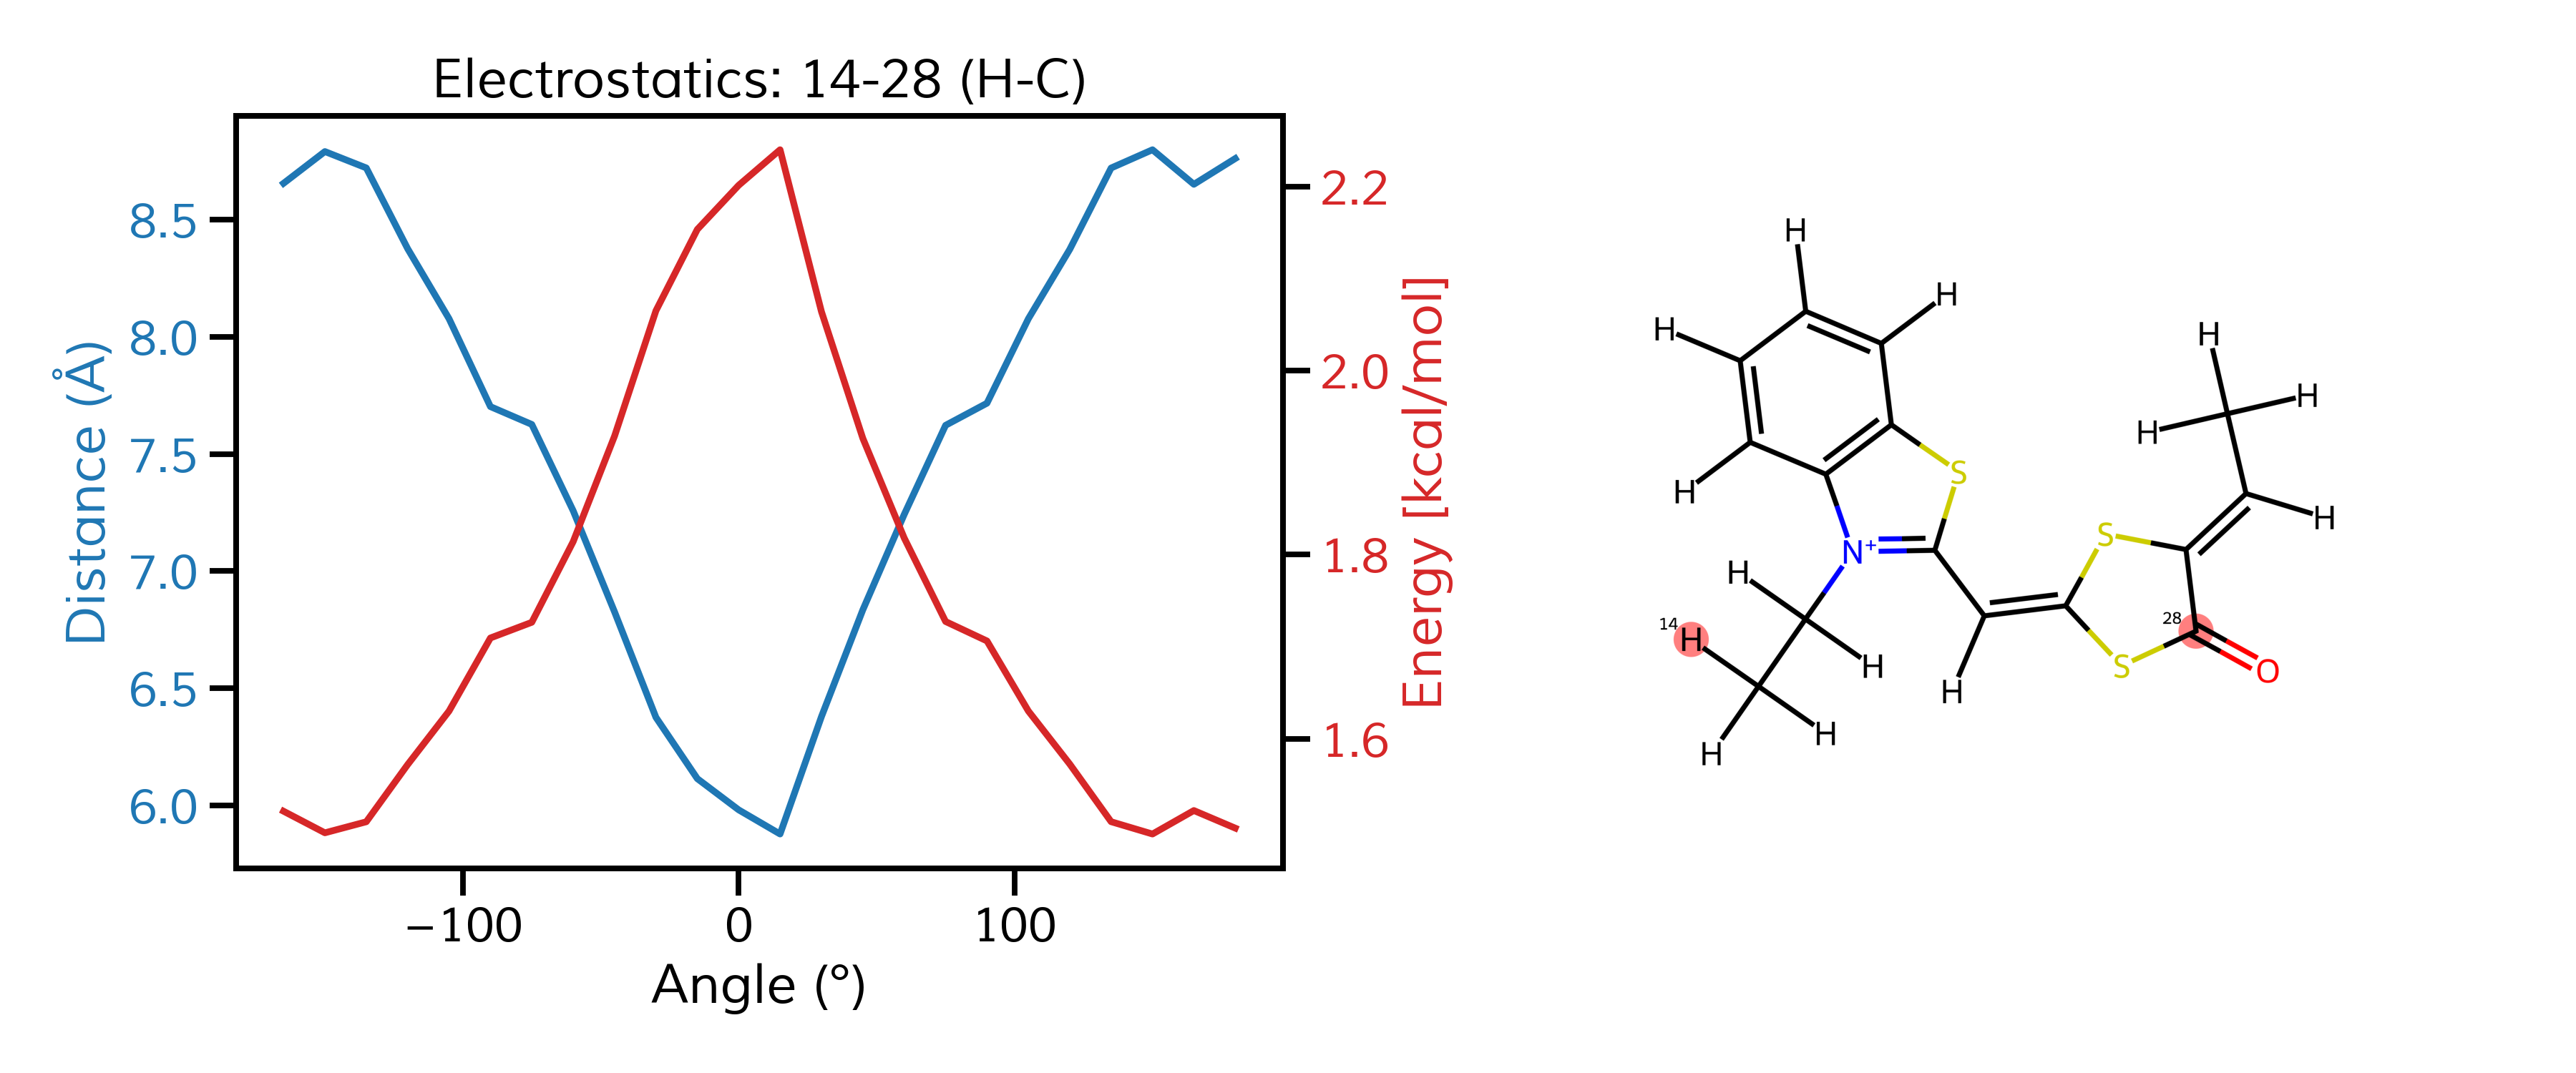 Electrostatics: 14-28 (H-C)
Distance (Å)
8.5
8.0
7.5
7.0
6.5
6.0
−100
0
100
Angle (°)
2.2
2.0
1.8
1.6
Energy [kcal/mol]
H
H
H
H
H
H
H
S
H
H
S
N+
H
14
H
28
H
S
O
H
H
H